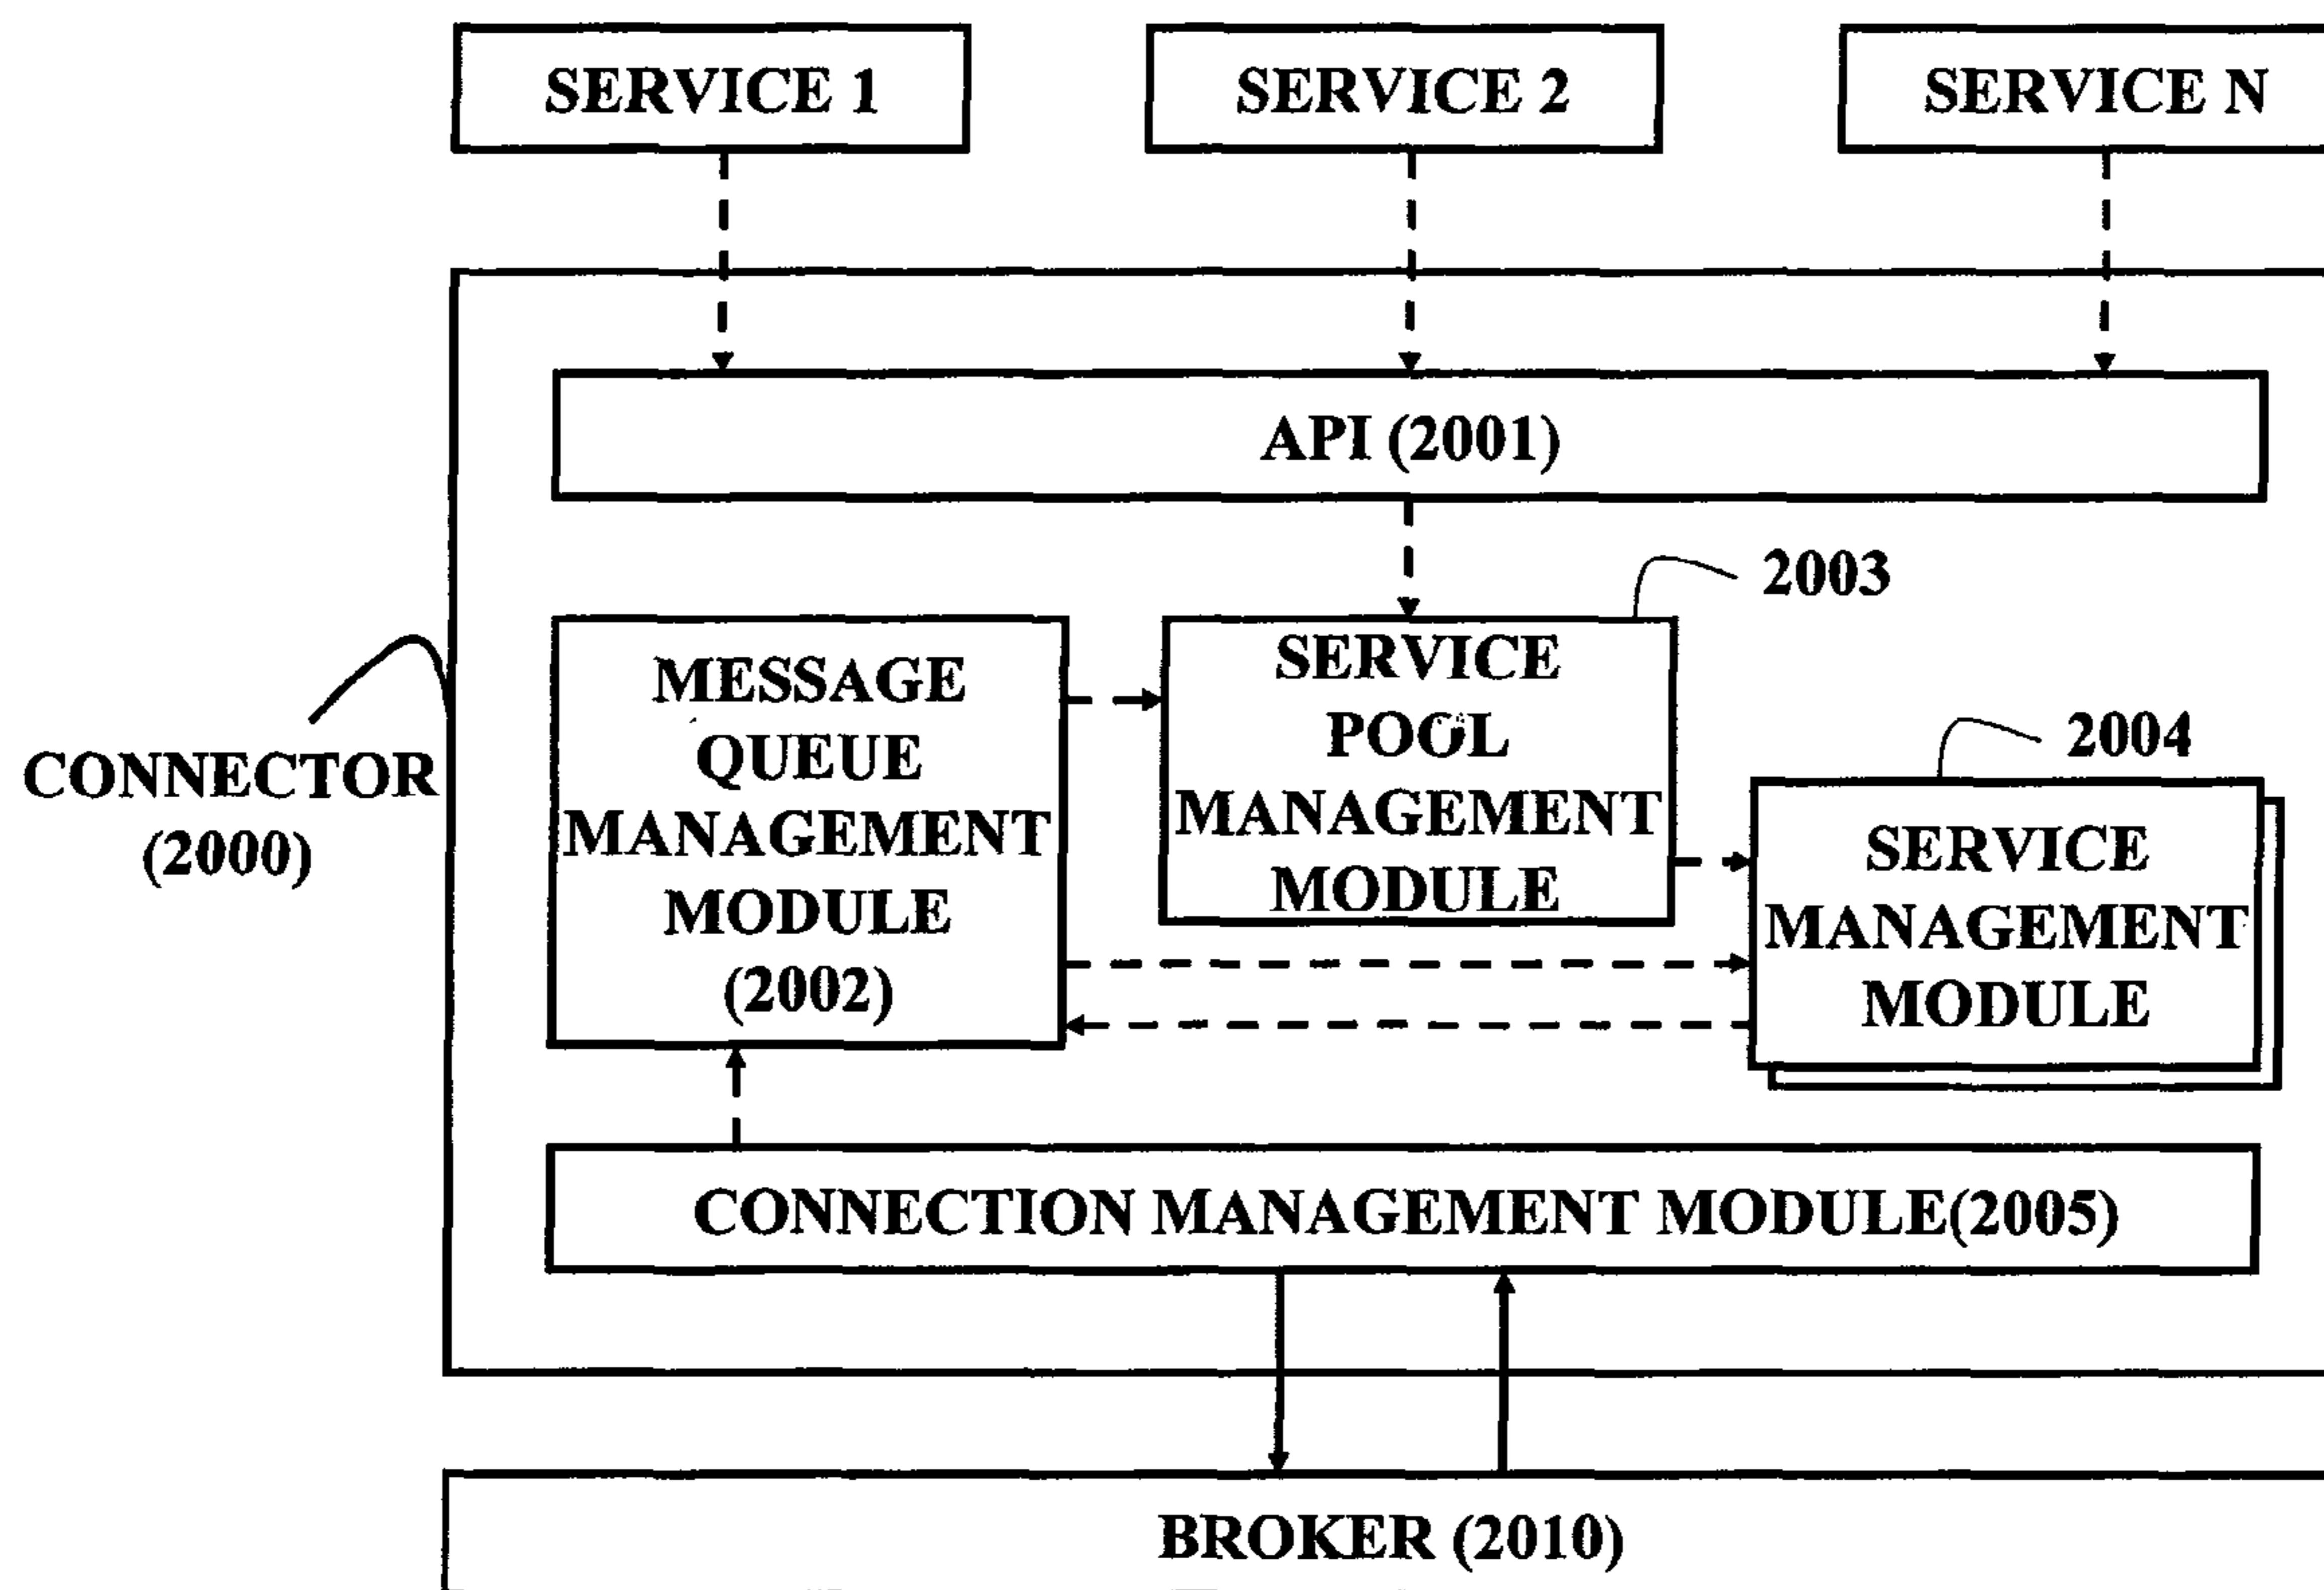 SERVICE 1
SERVICE 2
SERVICE N
API (2001)
2003
MESSAGE
QUEUE
MANAGEMENT
MODULE
(2002)
SERVICE
POOL
MANAGEMENT
MODULE
2004
SERVICE
MANAGEMENT
MODULE
CONNECTOR
(2000)
CONNECTION MANAGEMENT MODULE(2005)
BROKER (2010)